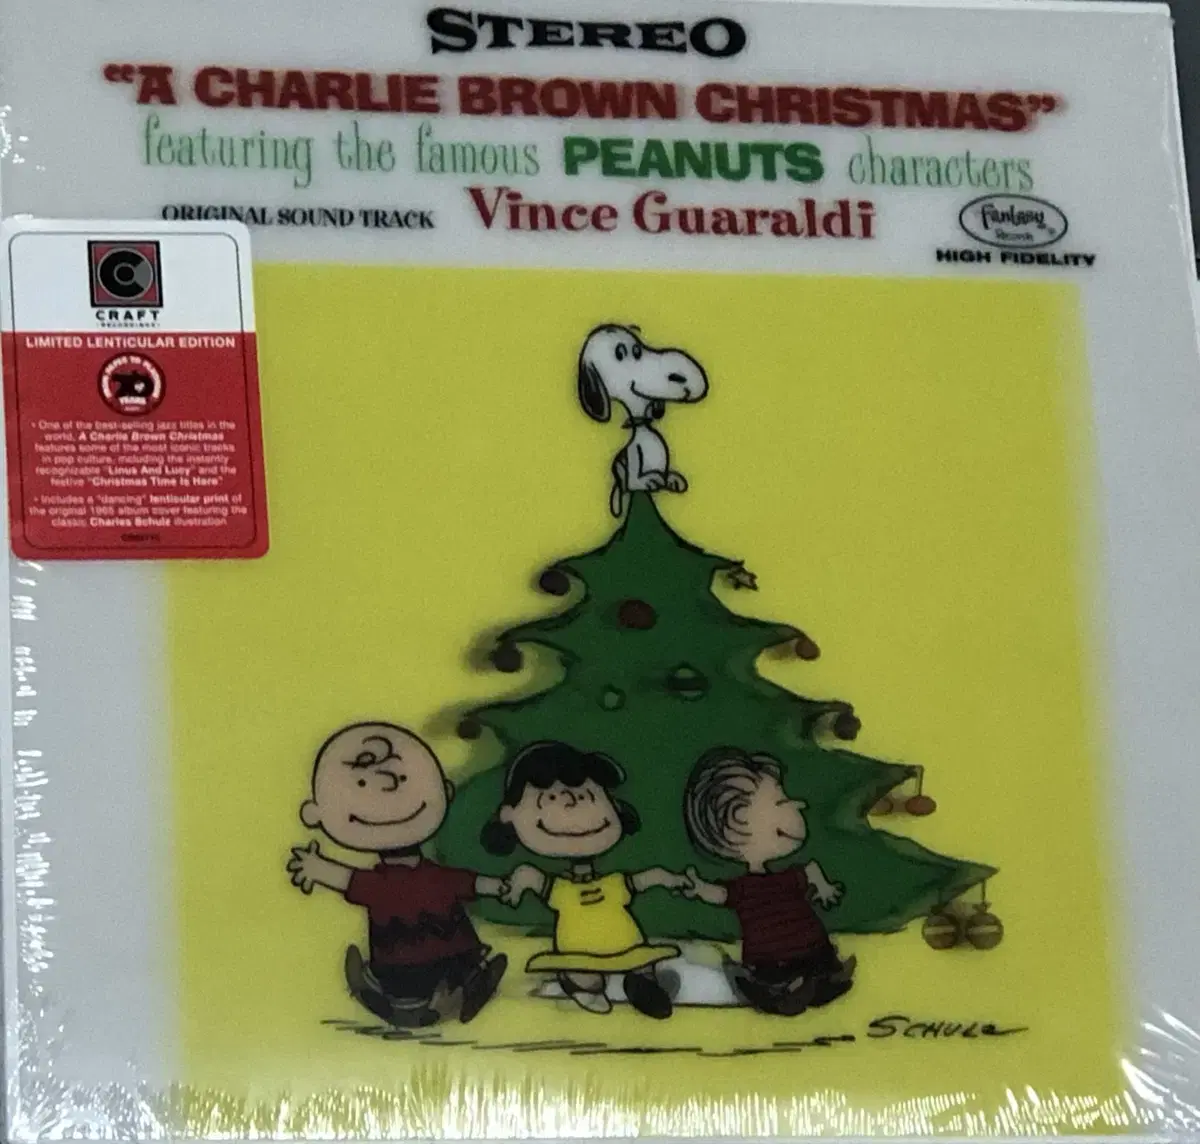 STEREO
"A CHARLIE BROWN CHRISTMAS"
featuring the famous PEANUTS characters
ORIGINAL SOUND TRACK Vince Guaraldi
Fantasy
Records
HIGH FIDELITY
C
CRAFT
RECORDINGS
LIMITED LENTICULAR EDITION
70
YEARS
• One of the best-selling jazz titles in the
world, A Charlie Brown Christmas
features some of the most iconic tracks
in pop culture, including the instantly
recognizable "Linus And Lucy" and the
festive "Christmas Time Is Here"
• Includes a "dancing" lenticular print of
the original 1965 album cover featuring the
classic Charles Schulz illustration
SCHULZ